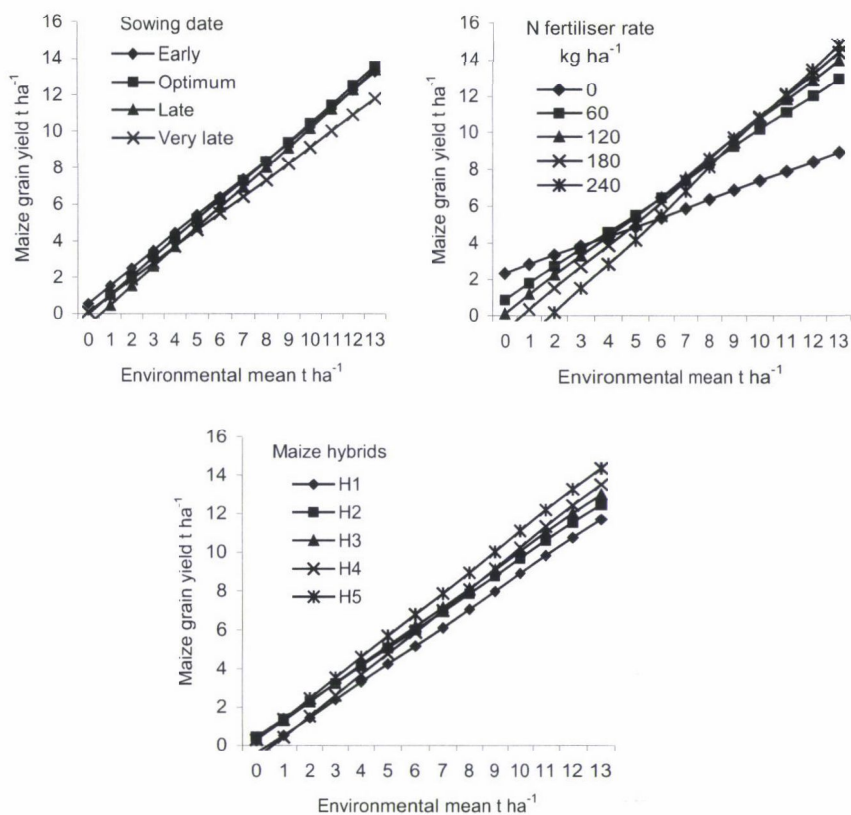 Sowing date
Early
Optimum
Late
Very late
Maize grain yield t ha⁻¹
16
14
12
10
8
6
4
2
0
0 1 2 3 4 5 6 7 8 9 10 11 12 13
Environmental mean t ha⁻¹
N fertiliser rate
kg ha⁻¹
0
60
120
180
240
Maize grain yield t ha⁻¹
16
14
12
10
8
6
4
2
0
0 1 2 3 4 5 6 7 8 9 10 11 12 13
Environmental mean t ha⁻¹
Maize hybrids
H1
H2
H3
H4
H5
Maize grain yield t ha⁻¹
16
14
12
10
8
6
4
2
0
0 1 2 3 4 5 6 7 8 9 10 11 12 13
Environmental mean t ha⁻¹